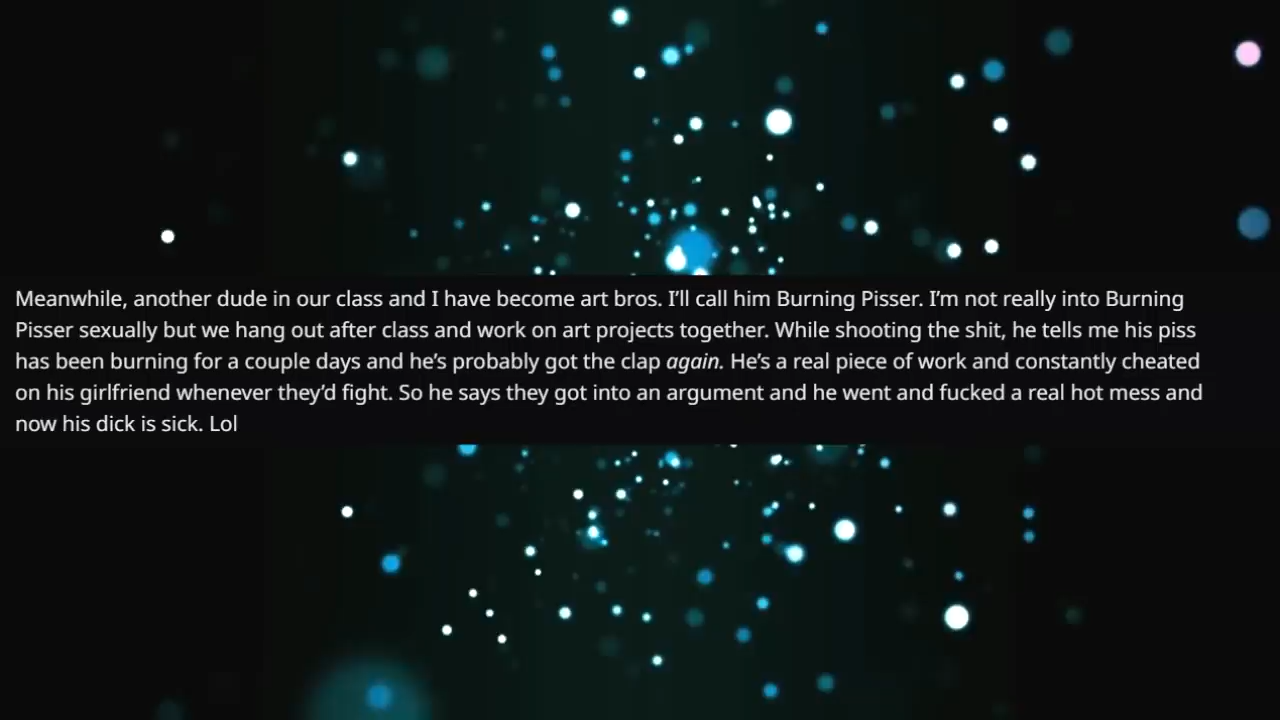 Meanwhile, another dude in our class and I have become art bros. I’ll call him Burning Pisser. I’m not really into Burning
Pisser sexually but we hang out after class and work on art projects together. While shooting the shit, he tells me his piss
has been burning for a couple days and he’s probably got the clap again. He’s a real piece of work and constantly cheated
on his girlfriend whenever they’d fight. So he says they got into an argument and he went and fucked a real hot mess and
now his dick is sick. Lol